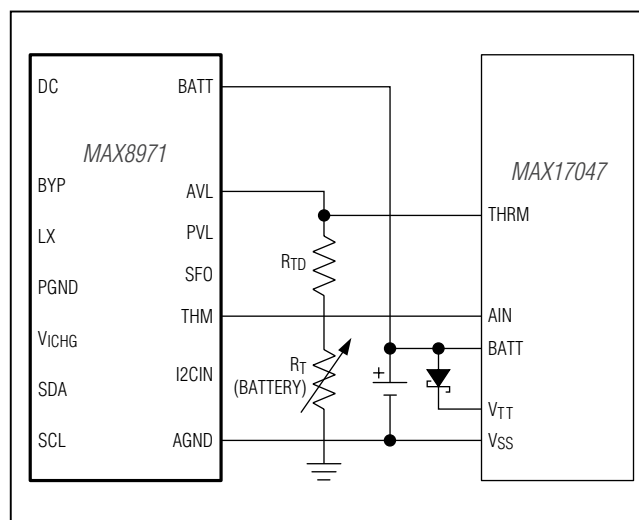 DC
BATT
MAX8971
MAX17047
BYP
AVL
THRM
LX
PVL
RTD
SFO
PGND
THM
AIN
VICHG
RT
(BATTERY)
I2CIN
+
BATT
SDA
VTT
SCL
AGND
VSS